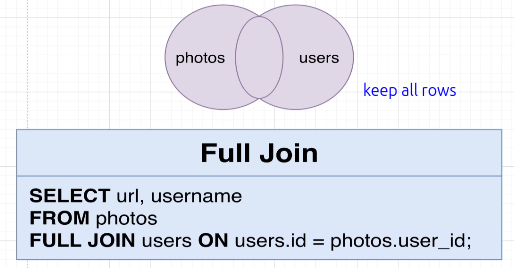 photos users
keep all rows
Full Join
SELECT url, username
FROM photos
FULL JOIN users ON users.id = photos.user_id;